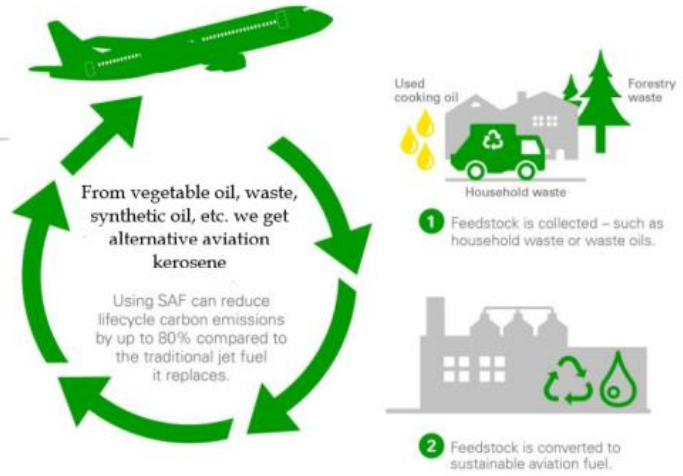 From vegetable oil, waste,
synthetic oil, etc. we get
alternative aviation
kerosene
Using SAF can reduce
lifecycle carbon emissions
by up to 80% compared to
the traditional jet fuel
it replaces.
Used
cooking oil
Forestry
waste
Household waste
1 Feedstock is collected – such as
household waste or waste oils.
2 Feedstock is converted to
sustainable aviation fuel.